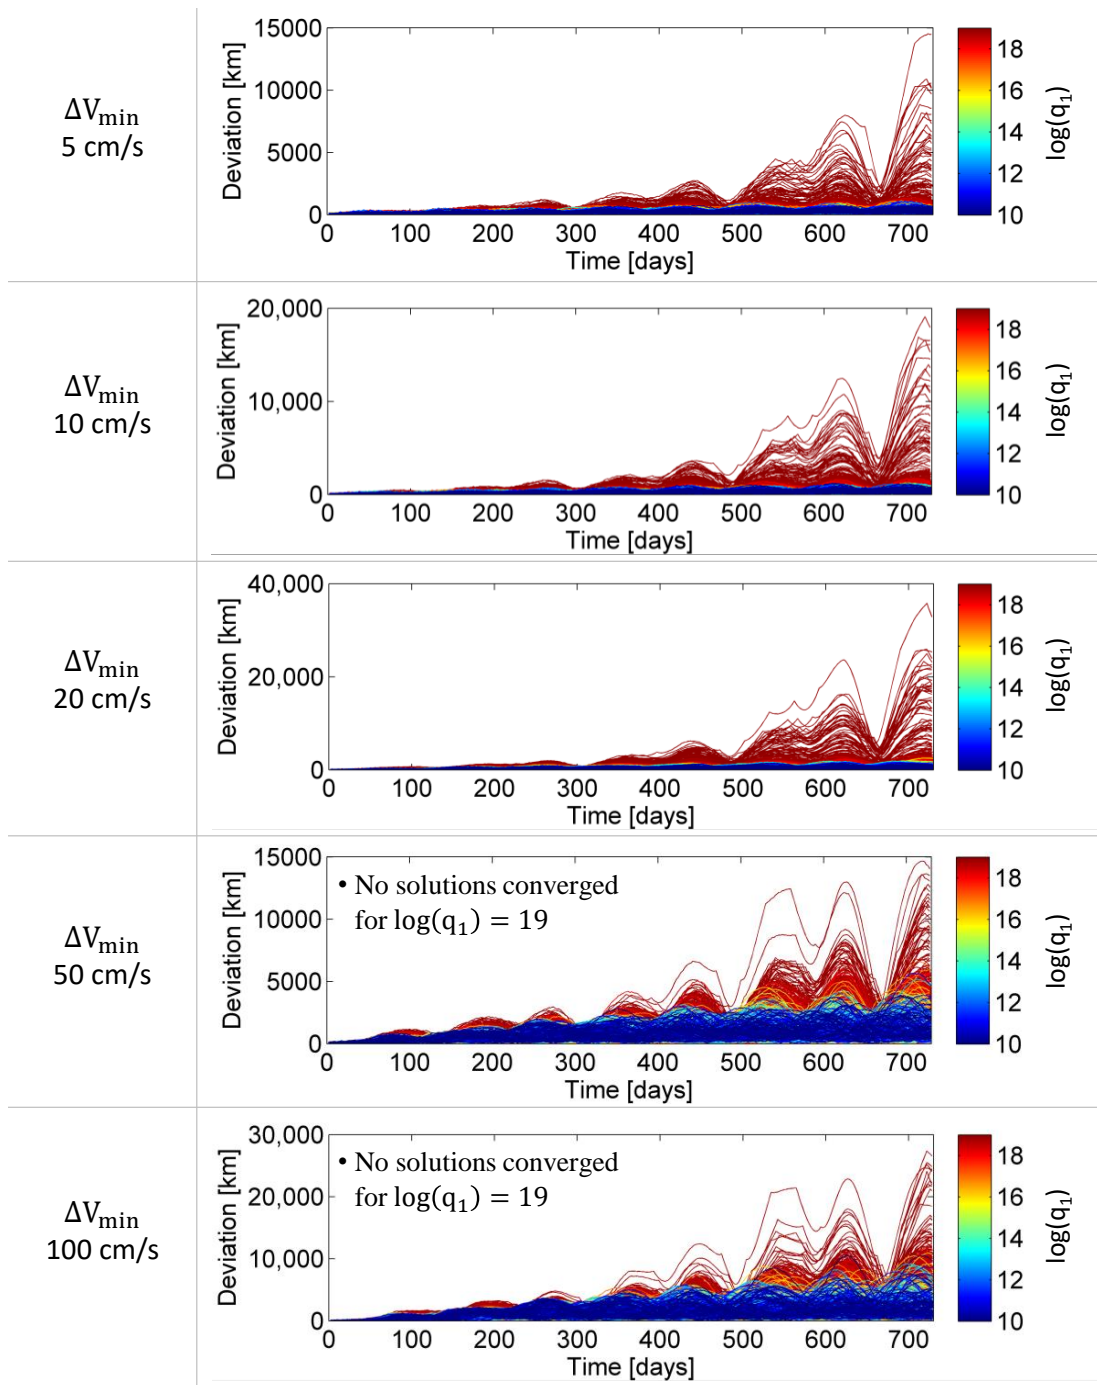 ΔVmin
5 cm/s
Deviation [km]
15000
10000
5000
0
0 100 200 300 400 500 600 700
Time [days]
18
16
14
12
10
log(q₁)
ΔVmin
10 cm/s
Deviation [km]
20,000
10,000
0
0 100 200 300 400 500 600 700
Time [days]
18
16
14
12
10
log(q₁)
ΔVmin
20 cm/s
Deviation [km]
40,000
20,000
0
0 100 200 300 400 500 600 700
Time [days]
18
16
14
12
10
log(q₁)
ΔVmin
50 cm/s
Deviation [km]
15000
10000
5000
0
• No solutions converged
for log(q₁) = 19
0 100 200 300 400 500 600 700
Time [days]
18
16
14
12
10
log(q₁)
ΔVmin
100 cm/s
Deviation [km]
30,000
20,000
10,000
0
• No solutions converged
for log(q₁) = 19
0 100 200 300 400 500 600 700
Time [days]
18
16
14
12
10
log(q₁)